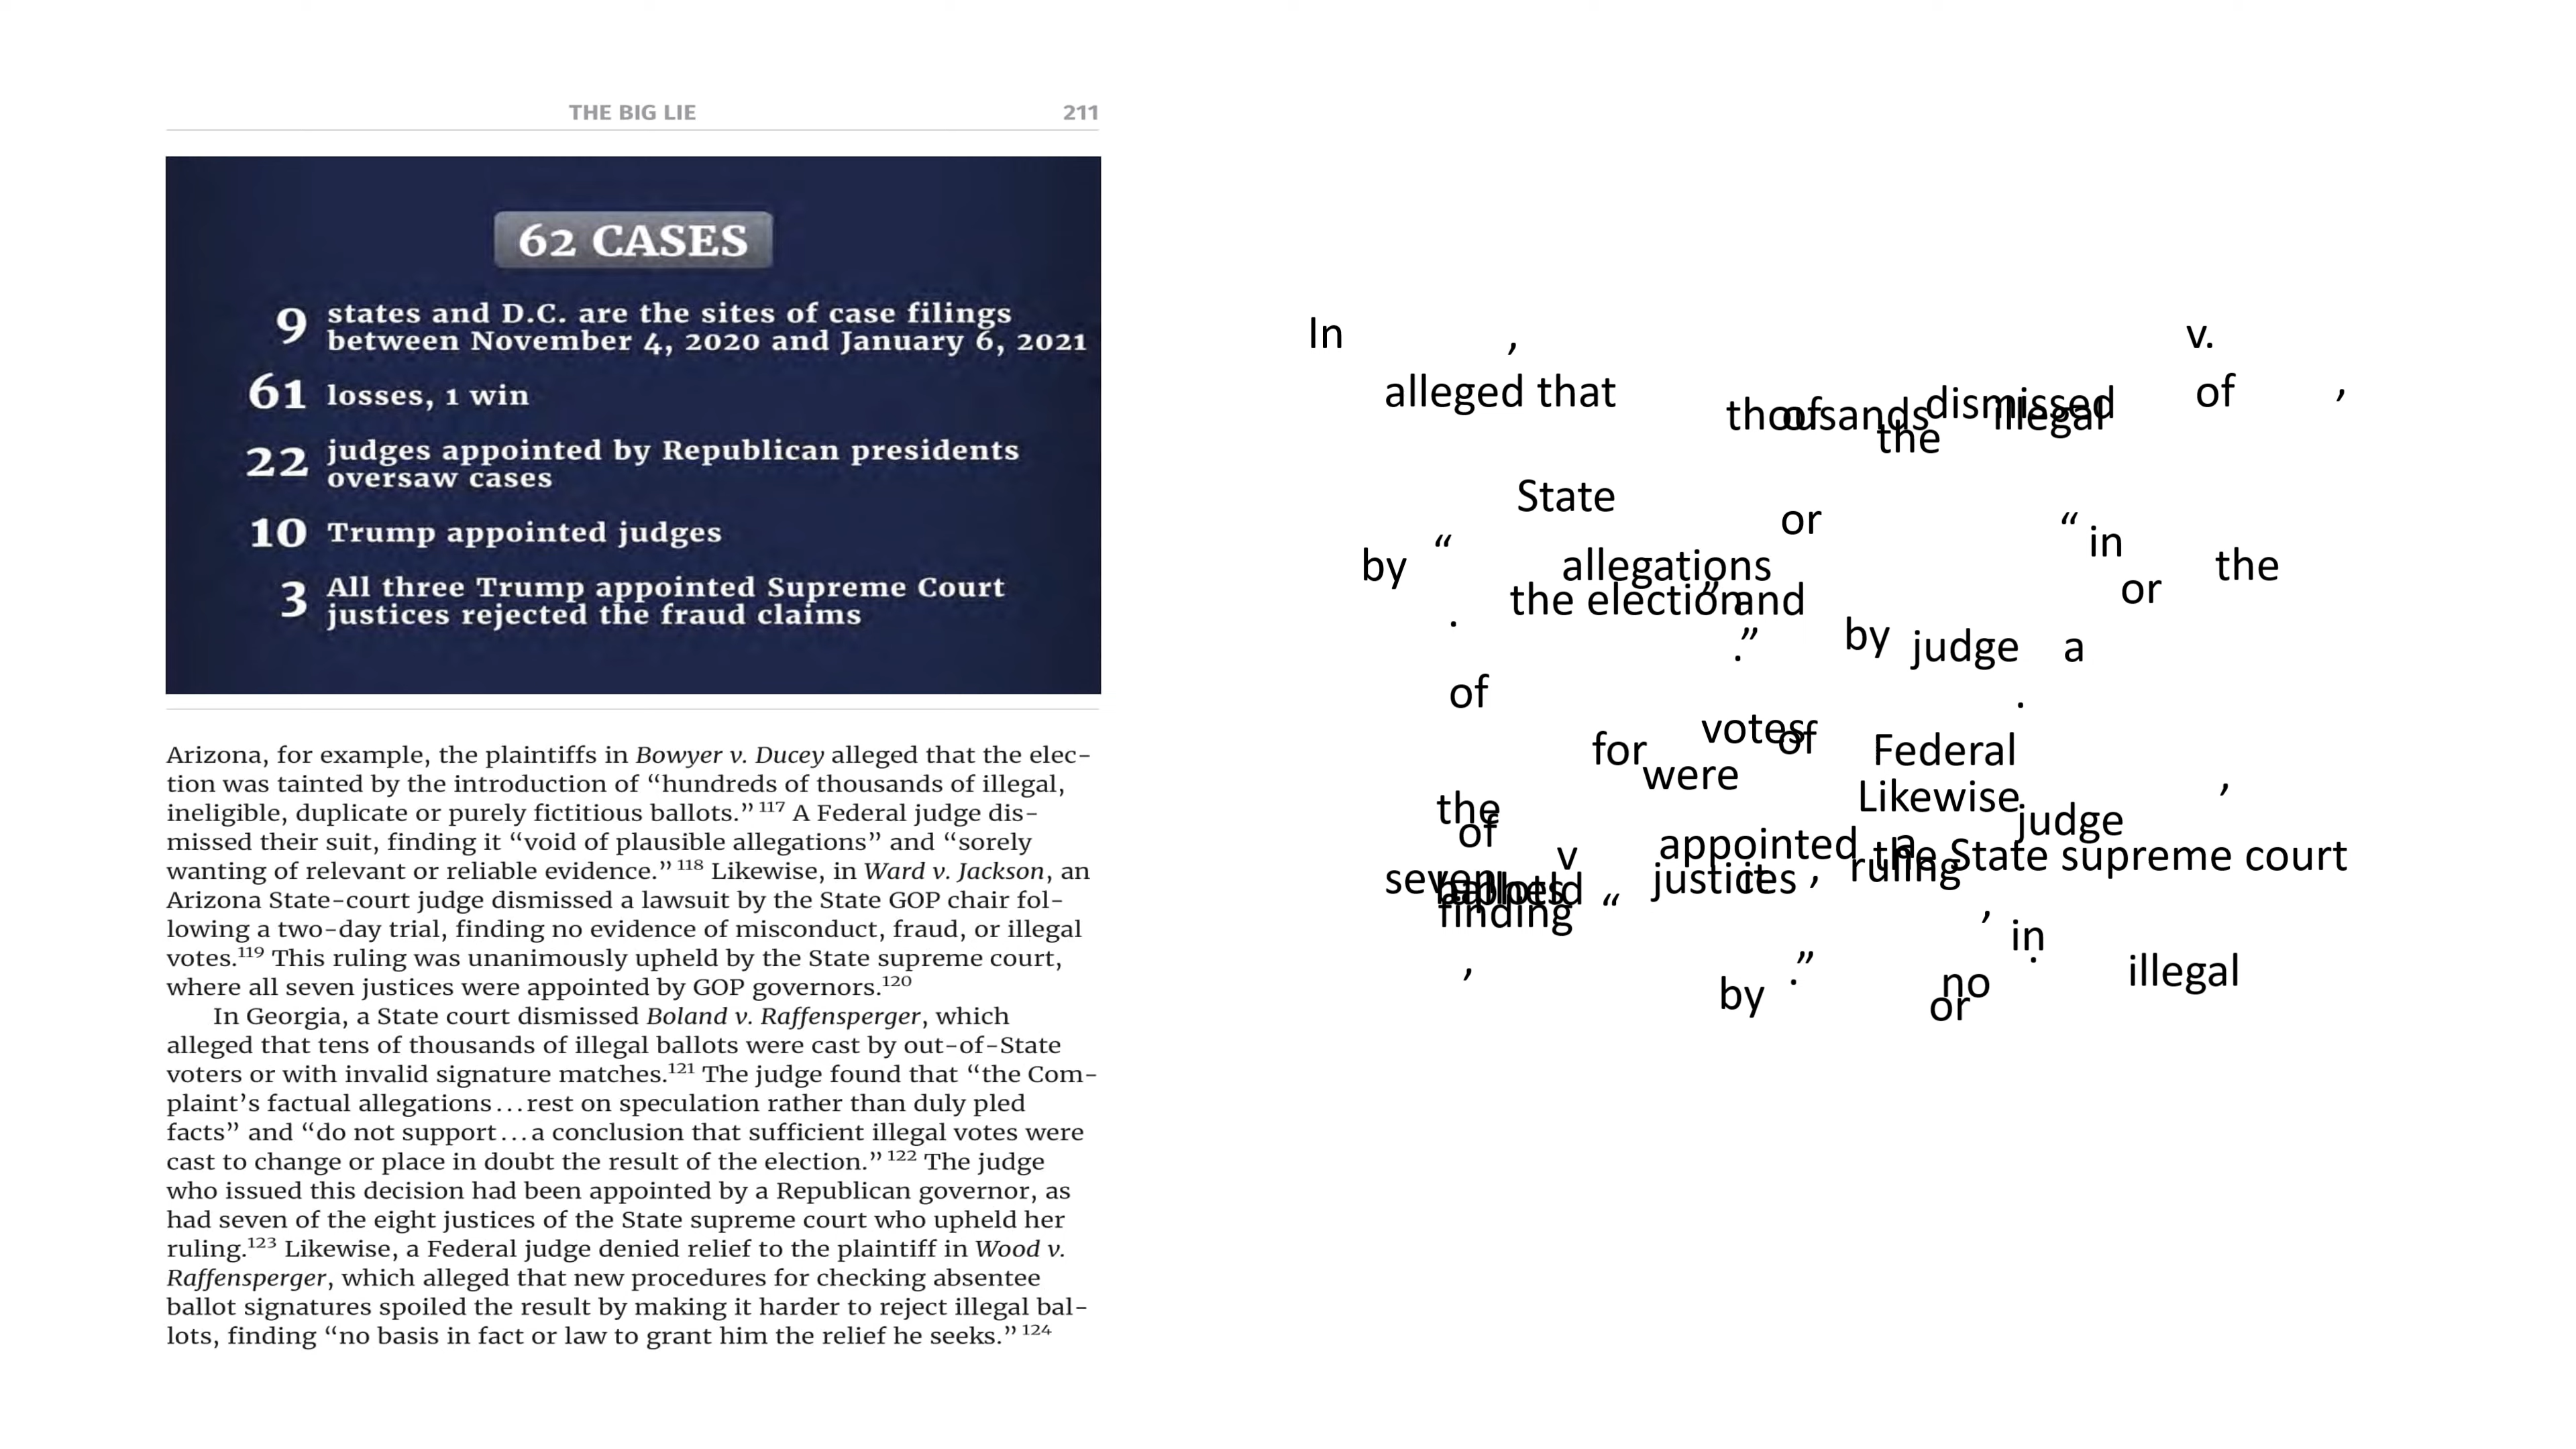 THE BIG LIE 211
62 CASES
9 states and D.C. are the sites of case filings
between November 4, 2020 and January 6, 2021
61 losses, 1 win
22 judges appointed by Republican presidents
oversaw cases
10 Trump appointed judges
3 All three Trump appointed Supreme Court
justices rejected the fraud claims
Arizona, for example, the plaintiffs in Bowyer v. Ducey alleged that the elec-
tion was tainted by the introduction of “hundreds of thousands of illegal,
ineligible, duplicate or purely fictitious ballots.” 117 A Federal judge dis-
missed their suit, finding it “void of plausible allegations” and “sorely
wanting of relevant or reliable evidence.” 118 Likewise, in Ward v. Jackson, an
Arizona State-court judge dismissed a lawsuit by the State GOP chair fol-
lowing a two-day trial, finding no evidence of misconduct, fraud, or illegal
votes.119 This ruling was unanimously upheld by the State supreme court,
where all seven justices were appointed by GOP governors.120
In Georgia, a State court dismissed Boland v. Raffensperger, which
alleged that tens of thousands of illegal ballots were cast by out-of-State
voters or with invalid signature matches.121 The judge found that “the Com-
plaint’s factual allegations...rest on speculation rather than duly pled
facts” and “do not support...a conclusion that sufficient illegal votes were
cast to change or place in doubt the result of the election.” 122 The judge
who issued this decision had been appointed by a Republican governor, as
had seven of the eight justices of the State supreme court who upheld her
ruling.123 Likewise, a Federal judge denied relief to the plaintiff in Wood v.
Raffensperger, which alleged that new procedures for checking absentee
ballot signatures spoiled the result by making it harder to reject illegal bal-
lots, finding “no basis in fact or law to grant him the relief he seeks.” 124
In , v.
alleged that dismissed of ,
thousands of illegal
the
State
or “ in
by “ allegations the
the election ” and or
. .” by judge a
of .
votes of
for Federal
were
Likewise ,
the judge
of appointed a
v the State supreme court
seven justices it , ruling
ballots upheld “
finding , in
, .” . illegal
by no
or